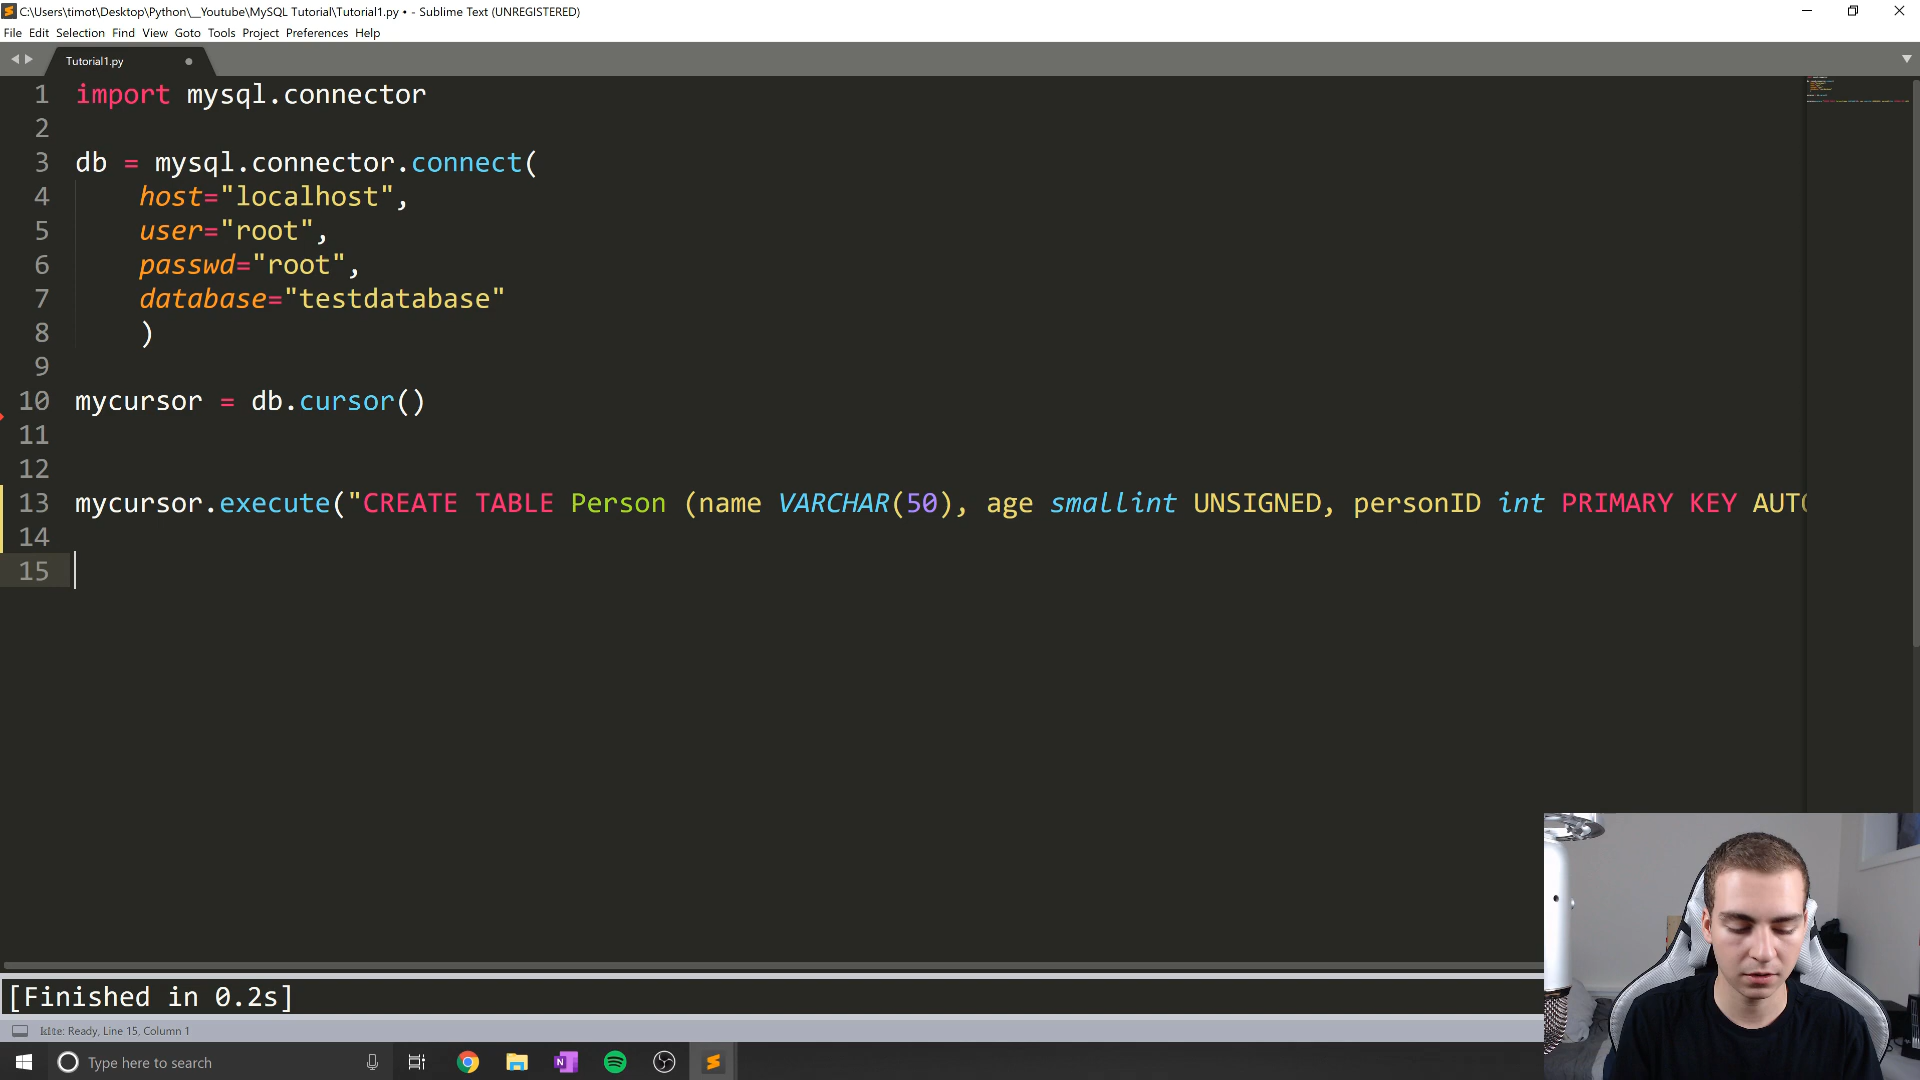 C:\Users\timot\Desktop\Python\__Youtube\MySQL Tutorial\Tutorial1.py • - Sublime Text (UNREGISTERED)
File Edit Selection Find View Goto Tools Project Preferences Help
Tutorial1.py
1 import mysql.connector
2
3 db = mysql.connector.connect(
4 host="localhost",
5 user="root",
6 passwd="root",
7 database="testdatabase"
8 )
9
10 mycursor = db.cursor()
11
12
13 mycursor.execute("CREATE TABLE Person (name VARCHAR(50), age smallint UNSIGNED, personID int PRIMARY KEY AUTO
14
15
[Finished in 0.2s]
kite: Ready, Line 15, Column 1
Type here to search